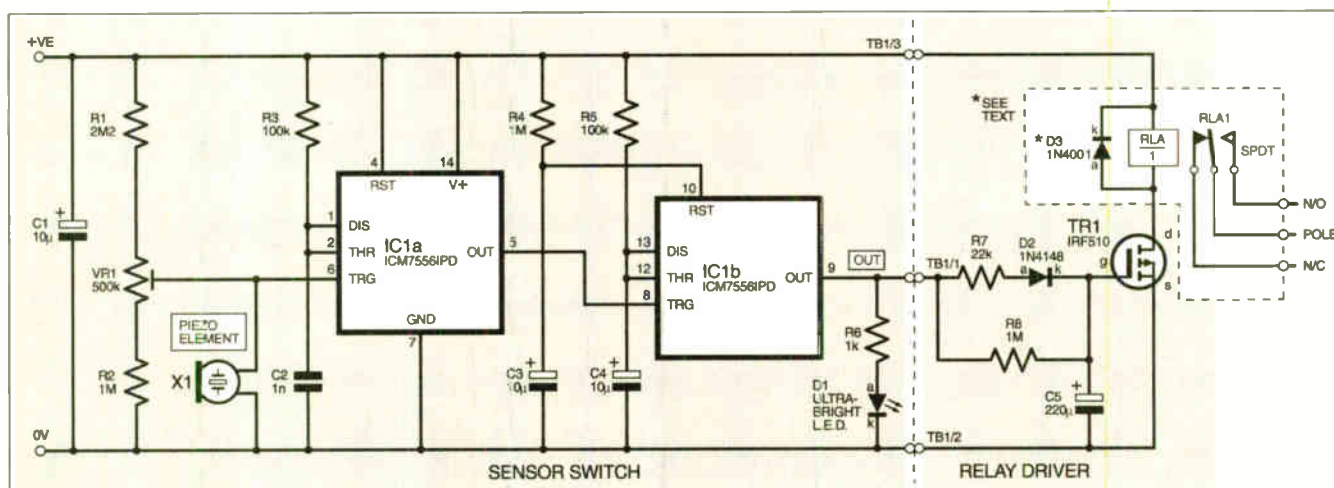 +VE
TB1/3
R1
2M2
R3
100k
R4
1M
R5
100k
*SEE
TEXT
* D3
1N4001
k
a
RLA
1
RLA1
SPDT
4
14
RST
V+
10
RST
C1
10µ
+
1
DIS
2
THR
6
TRG
IC1a
ICM7556IPD
OUT
5
GND
7
13
DIS
12
THR
8
TRG
IC1b
ICM7556IPD
OUT
9
OUT
TB1/1
R7
22k
D2
1N4148
a
k
TR1
IRF510
d
g
s
N/O
POLE
N/C
VR1
500k
PIEZO
ELEMENT
X1
R2
1M
C2
1n
C3
10µ
+
C4
10µ
+
R6
1k
D1
ULTRA-
BRIGHT
L.E.D.
a
k
R8
1M
C5
220µ
+
0V
TB1/2
SENSOR SWITCH
RELAY DRIVER